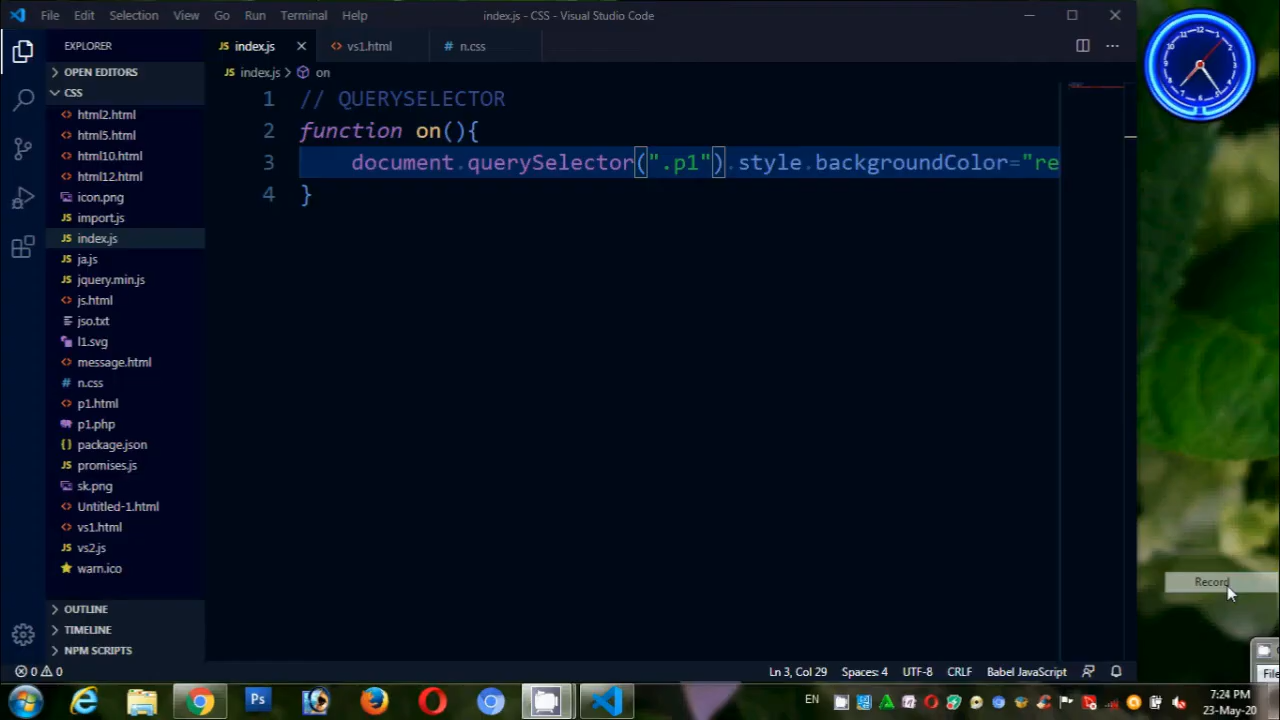 File Edit Selection View Go Run Terminal Help index.js - CSS - Visual Studio Code
EXPLORER
index.js vs1.html n.css
OPEN EDITORS
index.js > on
CSS
html2.html
html5.html
html10.html
html12.html
icon.png
import.js
index.js
ja.js
jquery.min.js
js.html
jso.txt
l1.svg
message.html
n.css
p1.html
p1.php
package.json
promises.js
sk.png
Untitled-1.html
vs1.html
vs2.js
warn.ico
OUTLINE
TIMELINE
NPM SCRIPTS
1 // QUERYSELECTOR
2 function on(){
3 document.querySelector(".p1").style.backgroundColor="re
4 }
Record
File
0 0 Ln 3, Col 29 Spaces: 4 UTF-8 CRLF Babel JavaScript
Ps EN 7:24 PM
23-May-20